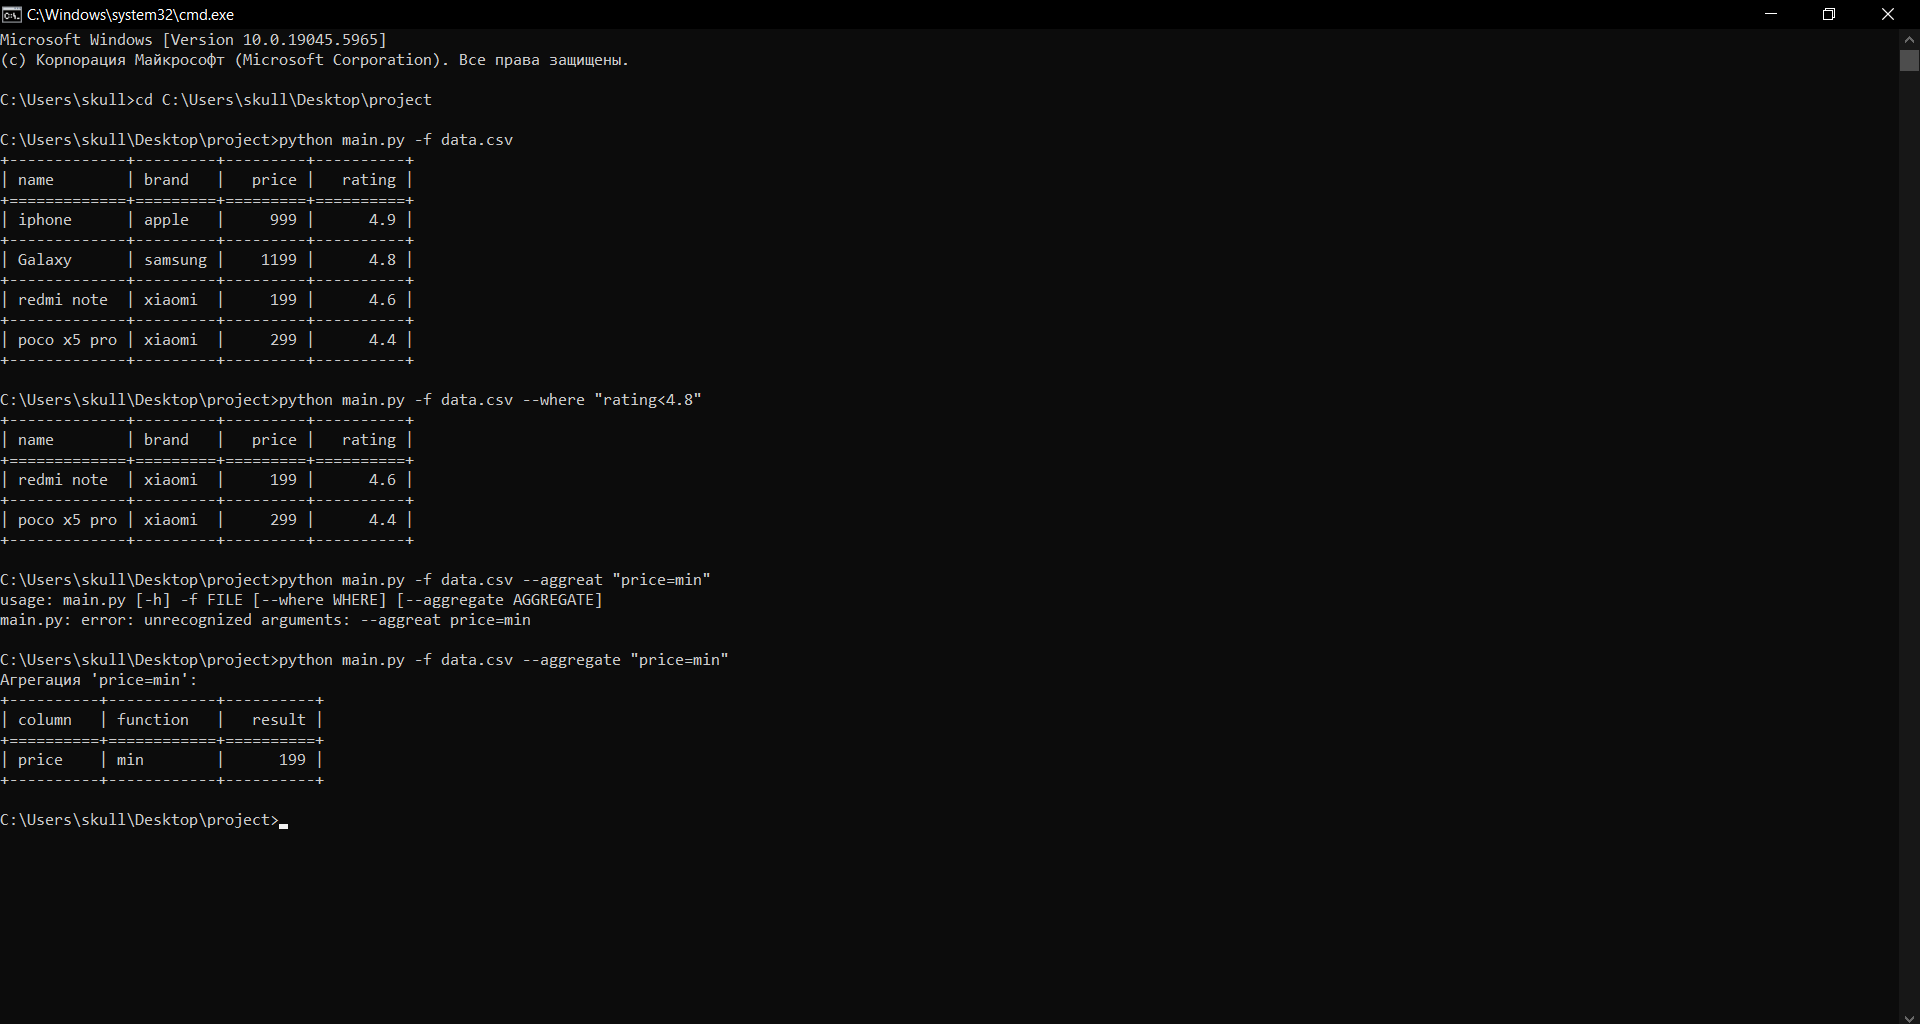 C:\Windows\system32\cmd.exe
Microsoft Windows [Version 10.0.19045.5965]
(c) Корпорация Майкрософт (Microsoft Corporation). Все права защищены.
C:\Users\skull>cd C:\Users\skull\Desktop\project
C:\Users\skull\Desktop\project>python main.py -f data.csv
+-------------+---------+---------+----------+
| name        | brand   |   price |   rating |
+=============+=========+=========+==========+
| iphone      | apple   |     999 |      4.9 |
+-------------+---------+---------+----------+
| Galaxy      | samsung |    1199 |      4.8 |
+-------------+---------+---------+----------+
| redmi note  | xiaomi  |     199 |      4.6 |
+-------------+---------+---------+----------+
| poco x5 pro | xiaomi  |     299 |      4.4 |
+-------------+---------+---------+----------+
C:\Users\skull\Desktop\project>python main.py -f data.csv --where "rating<4.8"
+-------------+---------+---------+----------+
| name        | brand   |   price |   rating |
+=============+=========+=========+==========+
| redmi note  | xiaomi  |     199 |      4.6 |
+-------------+---------+---------+----------+
| poco x5 pro | xiaomi  |     299 |      4.4 |
+-------------+---------+---------+----------+
C:\Users\skull\Desktop\project>python main.py -f data.csv --aggreat "price=min"
usage: main.py [-h] -f FILE [--where WHERE] [--aggregate AGGREGATE]
main.py: error: unrecognized arguments: --aggreat price=min
C:\Users\skull\Desktop\project>python main.py -f data.csv --aggregate "price=min"
Агрегация 'price=min':
+----------+------------+----------+
| column   | function   |   result |
+==========+============+==========+
| price    | min        |      199 |
+----------+------------+----------+
C:\Users\skull\Desktop\project>